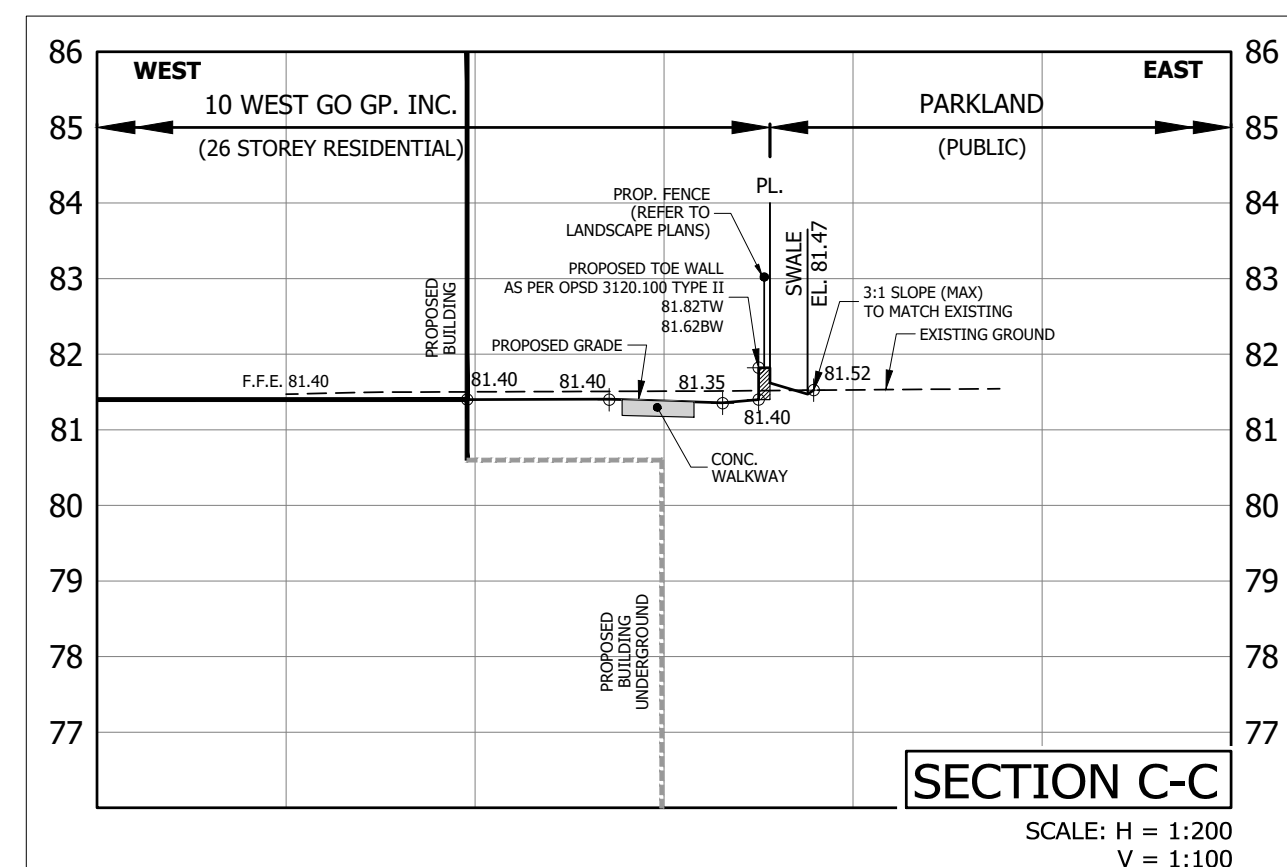 86
86
WEST
EAST
10 WEST GO GP. INC.
PARKLAND
85
85
(26 STOREY RESIDENTIAL)
(PUBLIC)
84
84
PL.
PROP. FENCE
(REFER TO
LANDSCAPE PLANS)
SWALE
EL. 81.47
83
83
PROPOSED TOE WALL
AS PER OPSD 3120.100 TYPE II
81.82TW
81.62BW
3:1 SLOPE (MAX)
TO MATCH EXISTING
EXISTING GROUND
PROPOSED
BUILDING
PROPOSED GRADE
82
82
F.F.E. 81.40
81.40
81.40
81.35
81.52
81.40
81
81
CONC.
WALKWAY
80
80
79
79
PROPOSED
BUILDING
UNDERGROUND
78
78
77
77
SECTION C-C
SCALE: H = 1:200
V = 1:100